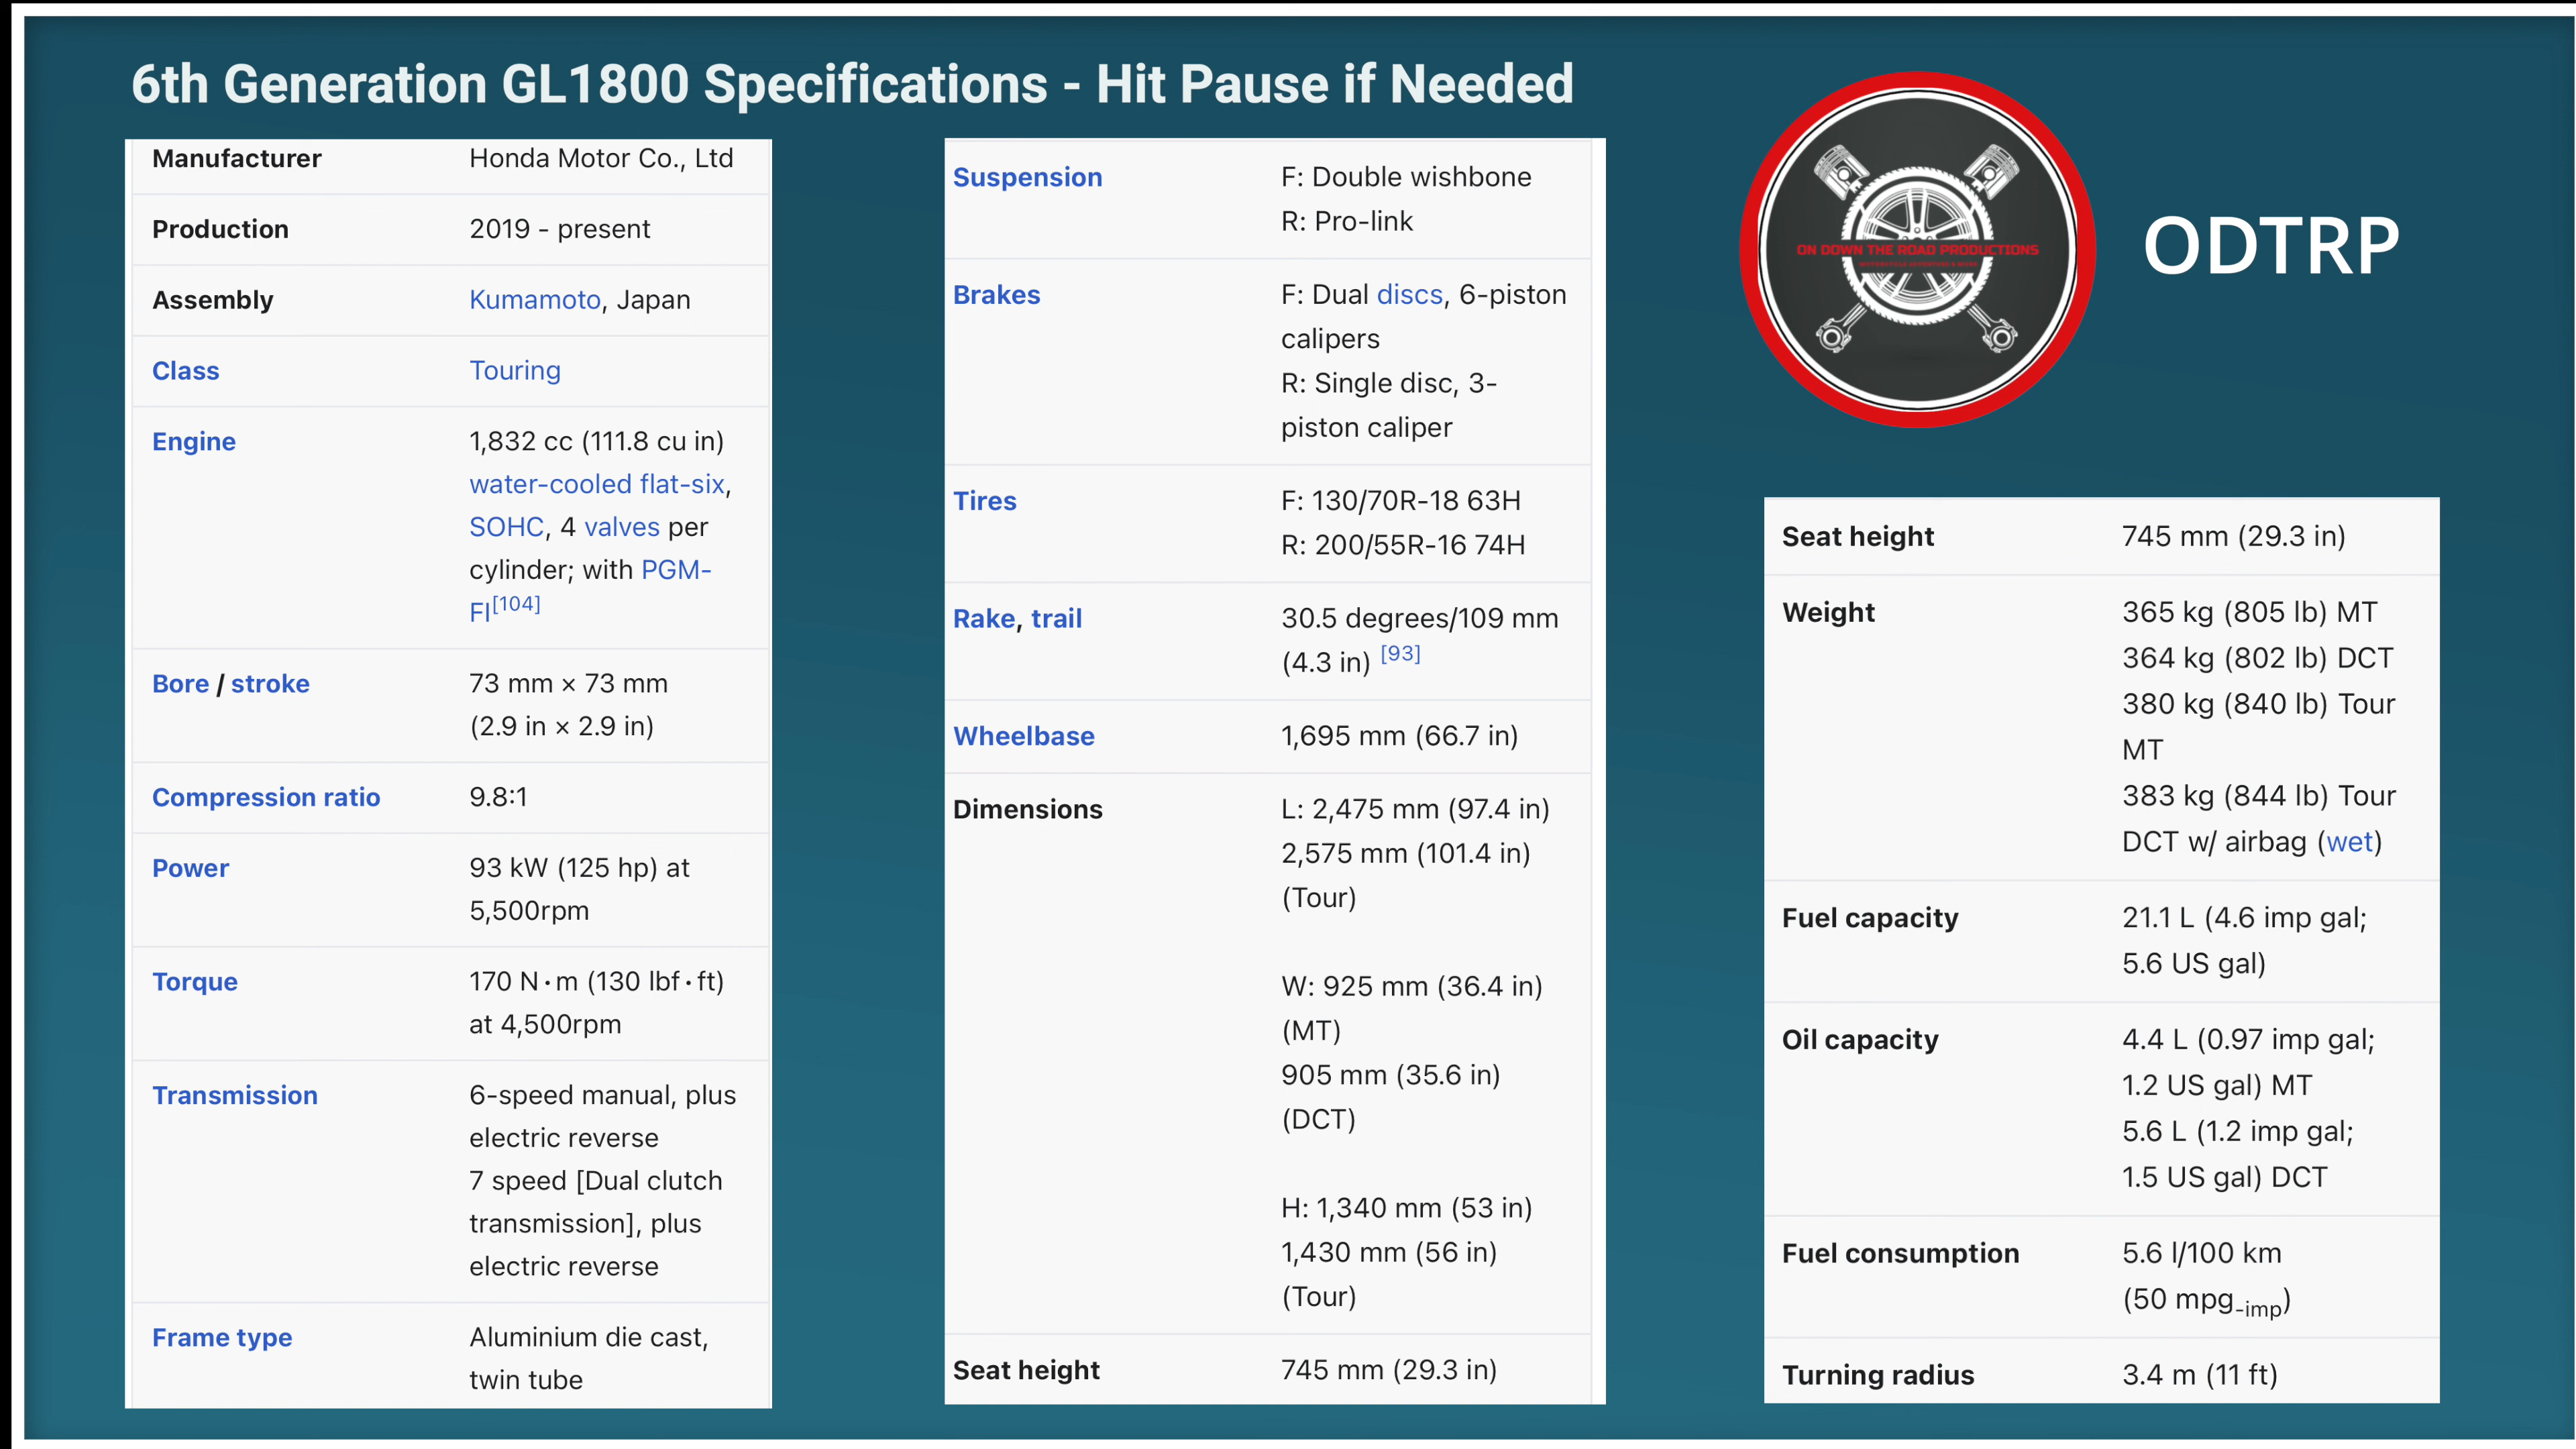 6th Generation GL1800 Specifications - Hit Pause if Needed
Manufacturer Honda Motor Co., Ltd
Production 2019 - present
Assembly Kumamoto, Japan
Class Touring
Engine 1,832 cc (111.8 cu in)
water-cooled flat-six,
SOHC, 4 valves per
cylinder; with PGM-
FI[104]
Bore / stroke 73 mm × 73 mm
(2.9 in × 2.9 in)
Compression ratio 9.8:1
Power 93 kW (125 hp) at
5,500rpm
Torque 170 N·m (130 lbf·ft)
at 4,500rpm
Transmission 6-speed manual, plus
electric reverse
7 speed [Dual clutch
transmission], plus
electric reverse
Frame type Aluminium die cast,
twin tube
Suspension F: Double wishbone
R: Pro-link
Brakes F: Dual discs, 6-piston
calipers
R: Single disc, 3-
piston caliper
Tires F: 130/70R-18 63H
R: 200/55R-16 74H
Rake, trail 30.5 degrees/109 mm
(4.3 in) [93]
Wheelbase 1,695 mm (66.7 in)
Dimensions L: 2,475 mm (97.4 in)
2,575 mm (101.4 in)
(Tour)
W: 925 mm (36.4 in)
(MT)
905 mm (35.6 in)
(DCT)
H: 1,340 mm (53 in)
1,430 mm (56 in)
(Tour)
Seat height 745 mm (29.3 in)
ON DOWN THE ROAD PRODUCTIONS
ODTRP
Seat height 745 mm (29.3 in)
Weight 365 kg (805 lb) MT
364 kg (802 lb) DCT
380 kg (840 lb) Tour
MT
383 kg (844 lb) Tour
DCT w/ airbag (wet)
Fuel capacity 21.1 L (4.6 imp gal;
5.6 US gal)
Oil capacity 4.4 L (0.97 imp gal;
1.2 US gal) MT
5.6 L (1.2 imp gal;
1.5 US gal) DCT
Fuel consumption 5.6 l/100 km
(50 mpg-imp)
Turning radius 3.4 m (11 ft)